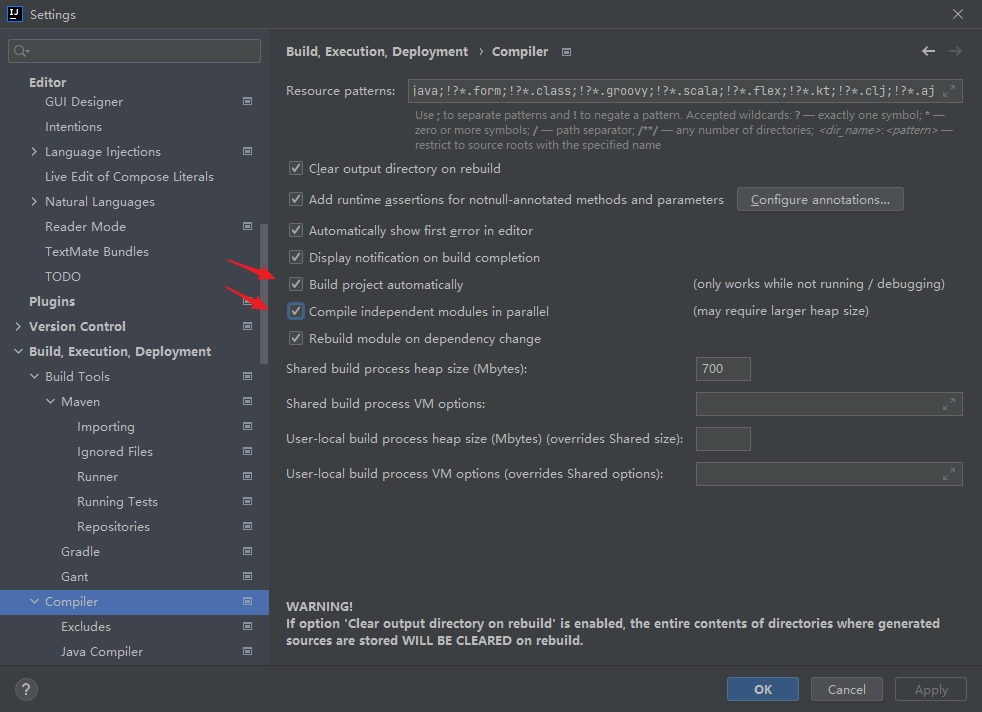 Settings
Editor
GUI Designer
Intentions
Language Injections
Live Edit of Compose Literals
Natural Languages
Reader Mode
TextMate Bundles
TODO
Plugins
Version Control
Build, Execution, Deployment
Build Tools
Maven
Importing
Ignored Files
Runner
Running Tests
Repositories
Gradle
Gant
Compiler
Excludes
Java Compiler
Build, Execution, Deployment › Compiler
Resource patterns: java;!?*.form;!?*.class;!?*.groovy;!?*.scala;!?*.flex;!?*.kt;!?*.clj;!?*.aj
Use ; to separate patterns and ! to negate a pattern. Accepted wildcards: ? — exactly one symbol; * —
zero or more symbols; / — path separator; /**/ — any number of directories; <dir_name>:<pattern> —
restrict to source roots with the specified name
Clear output directory on rebuild
Add runtime assertions for notnull-annotated methods and parameters Configure annotations...
Automatically show first error in editor
Display notification on build completion
Build project automatically (only works while not running / debugging)
Compile independent modules in parallel (may require larger heap size)
Rebuild module on dependency change
Shared build process heap size (Mbytes): 700
Shared build process VM options:
User-local build process heap size (Mbytes) (overrides Shared size):
User-local build process VM options (overrides Shared options):
WARNING!
If option 'Clear output directory on rebuild' is enabled, the entire contents of directories where generated
sources are stored WILL BE CLEARED on rebuild.
? OK Cancel Apply